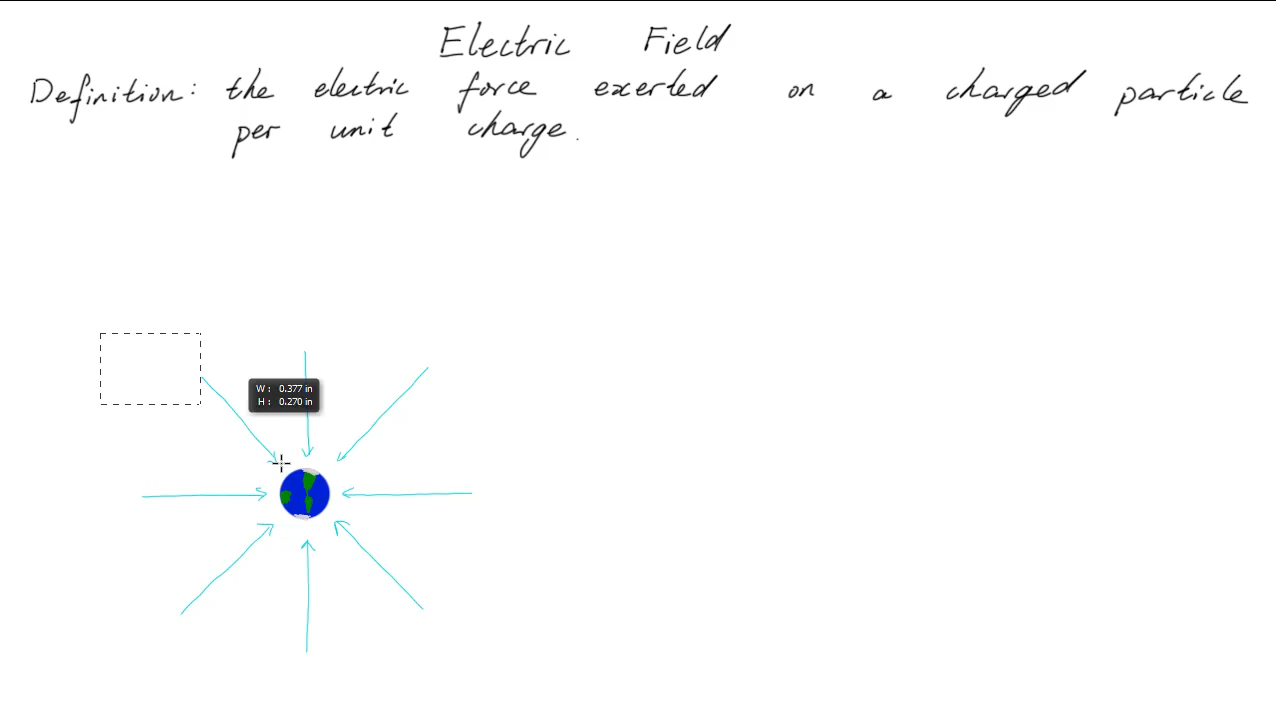 Electric Field
Definition: the electric force exerted on a charged particle
per unit charge.
W: 0.377 in
H: 0.270 in